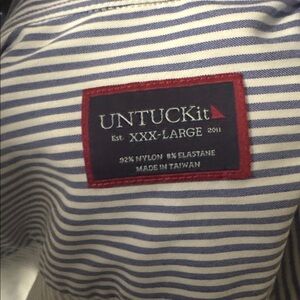 UNTUCKit
Est. XXX-LARGE 2011
92% NYLON 8% ELASTANE
MADE IN TAIWAN